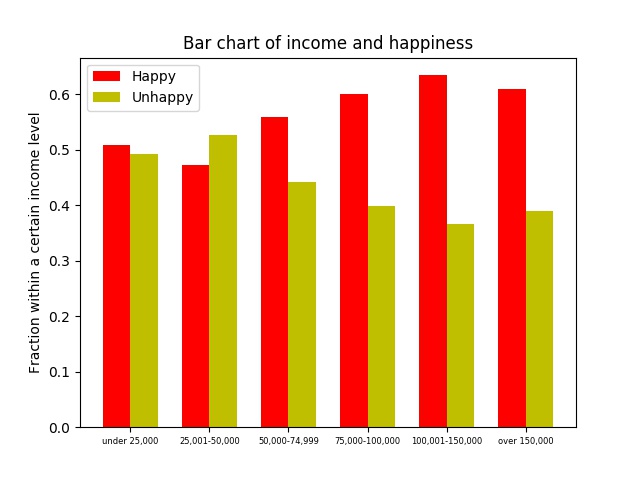 Bar chart of income and happiness
Happy
Unhappy
Fraction within a certain income level
0.6
0.5
0.4
0.3
0.2
0.1
0.0
under 25,000 25,001-50,000 50,000-74,999 75,000-100,000 100,001-150,000 over 150,000